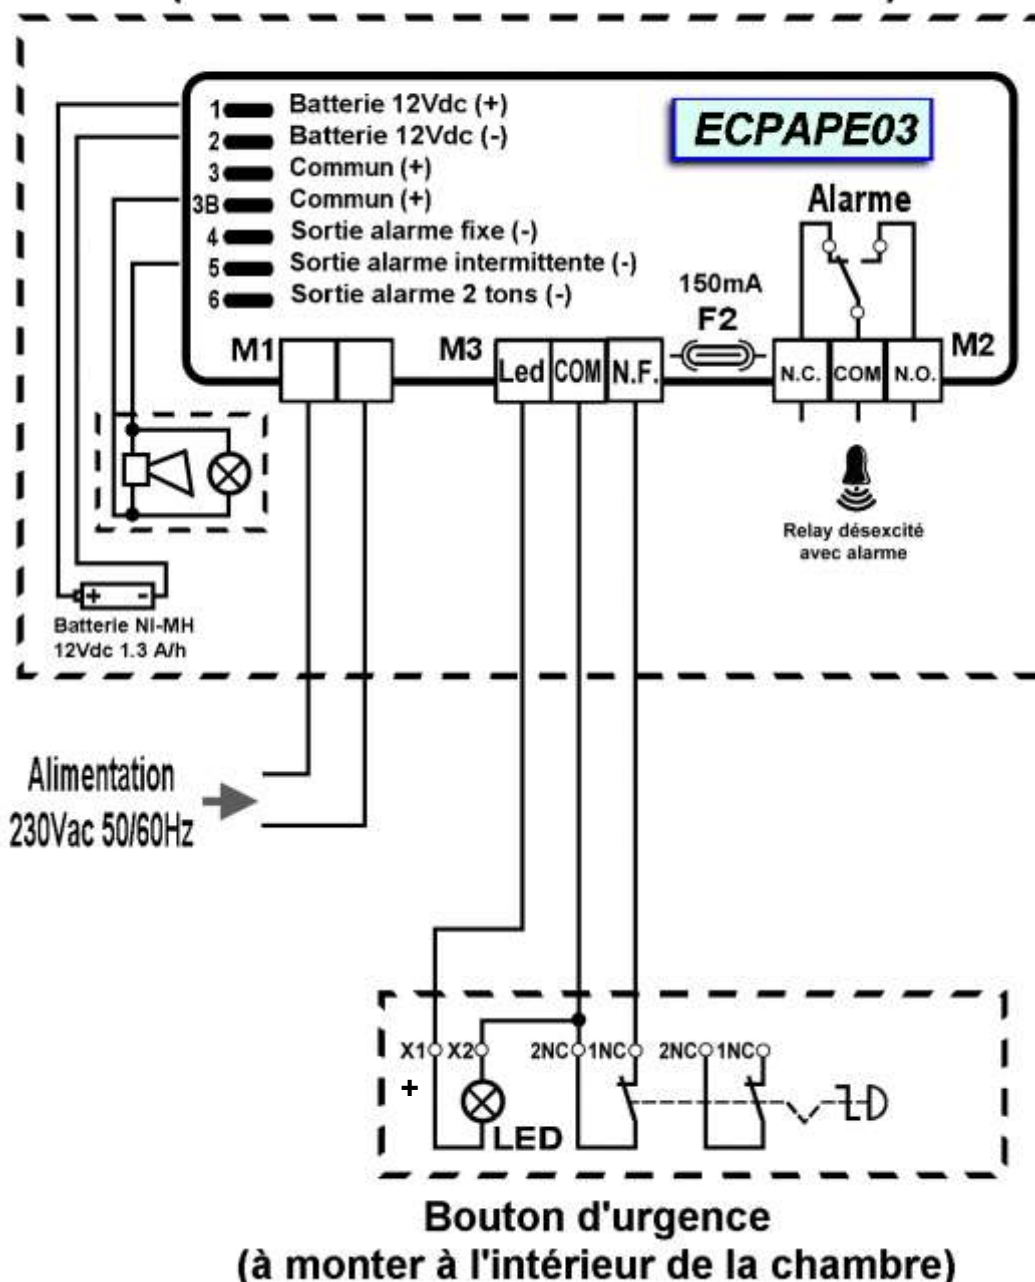 1 Batterie 12Vdc (+)
2 Batterie 12Vdc (-)
3 Commun (+)
3B Commun (+)
4 Sortie alarme fixe (-)
5 Sortie alarme intermittente (-)
6 Sortie alarme 2 tons (-)
ECPAPE03
Alarme
150mA
F2
M1
M3
Led COM N.F.
N.C. COM N.O.
M2
Relay désexcité
avec alarme
+ -
Batterie NI-MH
12Vdc 1.3 A/h
Alimentation
230Vac 50/60Hz
X1 X2 2NC 1NC 2NC 1NC
+
LED
Bouton d'urgence
(à monter à l'intérieur de la chambre)